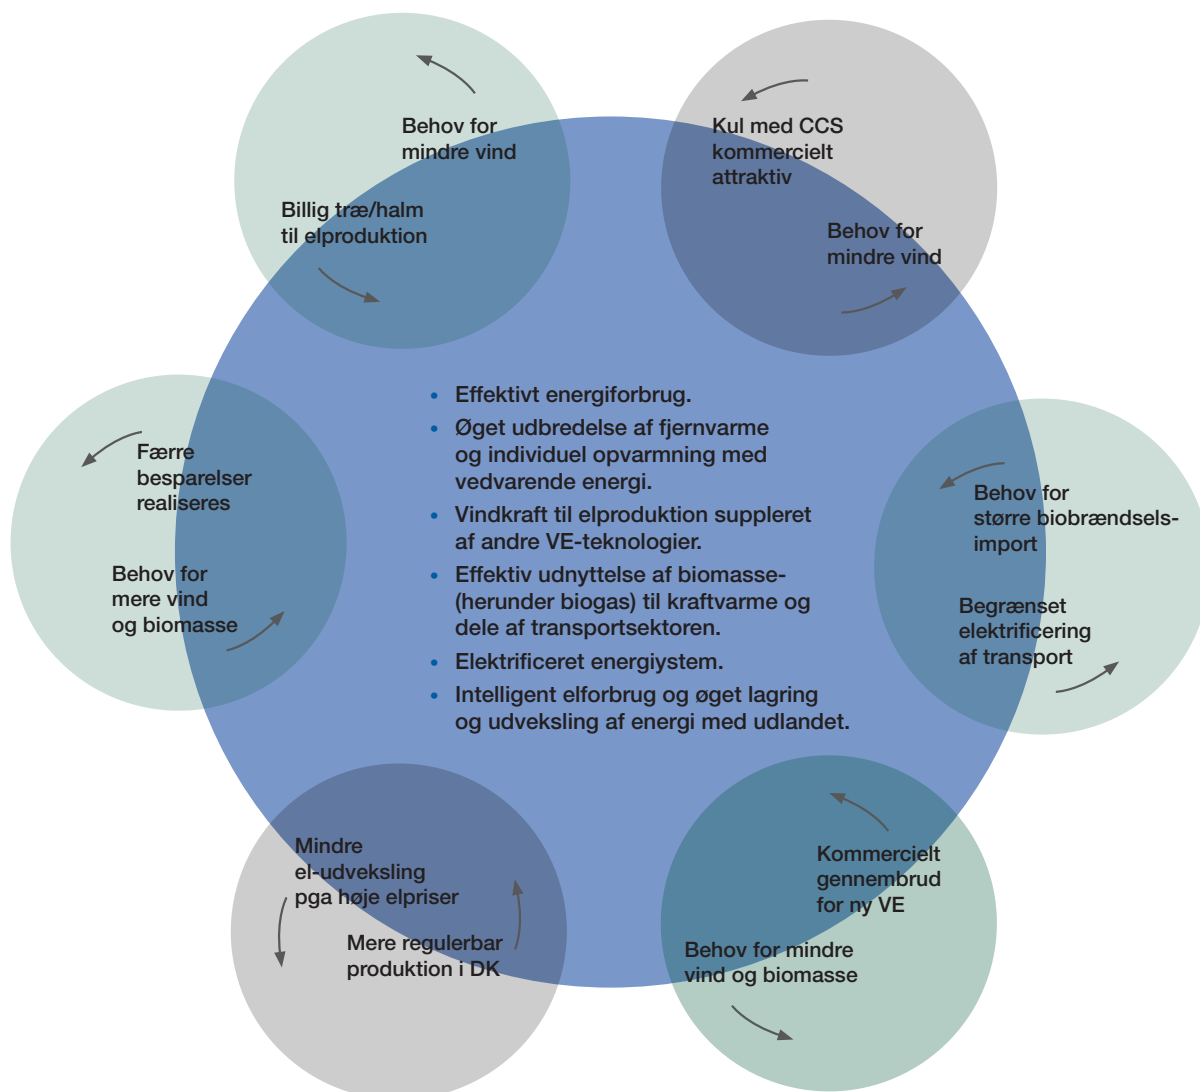 Behov for
mindre vind
Billig træ/halm
til elproduktion
Kul med CCS
kommercielt
attraktiv
Behov for
mindre vind
Færre
besparelser
realiseres
Behov for
mere vind
og biomasse
• Effektivt energiforbrug.
• Øget udbredelse af fjernvarme
og individuel opvarmning med
vedvarende energi.
• Vindkraft til elproduktion suppleret
af andre VE-teknologier.
• Effektiv udnyttelse af biomasse-
(herunder biogas) til kraftvarme og
dele af transportsektoren.
• Elektrificeret energiystem.
• Intelligent elforbrug og øget lagring
og udveksling af energi med udlandet.
Behov for
større biobrændsels-
import
Begrænset
elektrificering
af transport
Mindre
el-udveksling
pga høje elpriser
Mere regulerbar
produktion i DK
Kommercielt
gennembrud
for ny VE
Behov for mindre
vind og biomasse